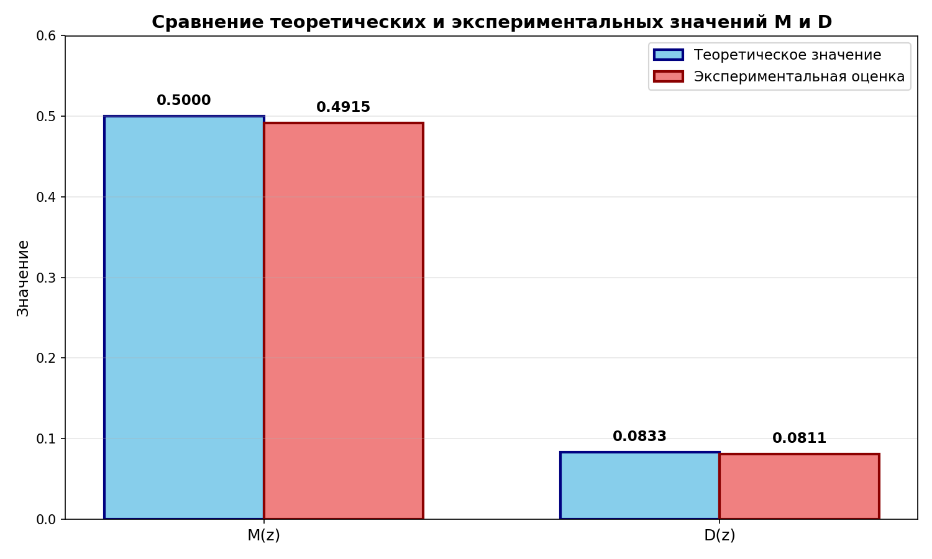 Сравнение теоретических и экспериментальных значений M и D
Теоретическое значение
Экспериментальная оценка
Значение
0.6
0.5
0.4
0.3
0.2
0.1
0.0
0.5000
0.4915
0.0833
0.0811
M(z)
D(z)